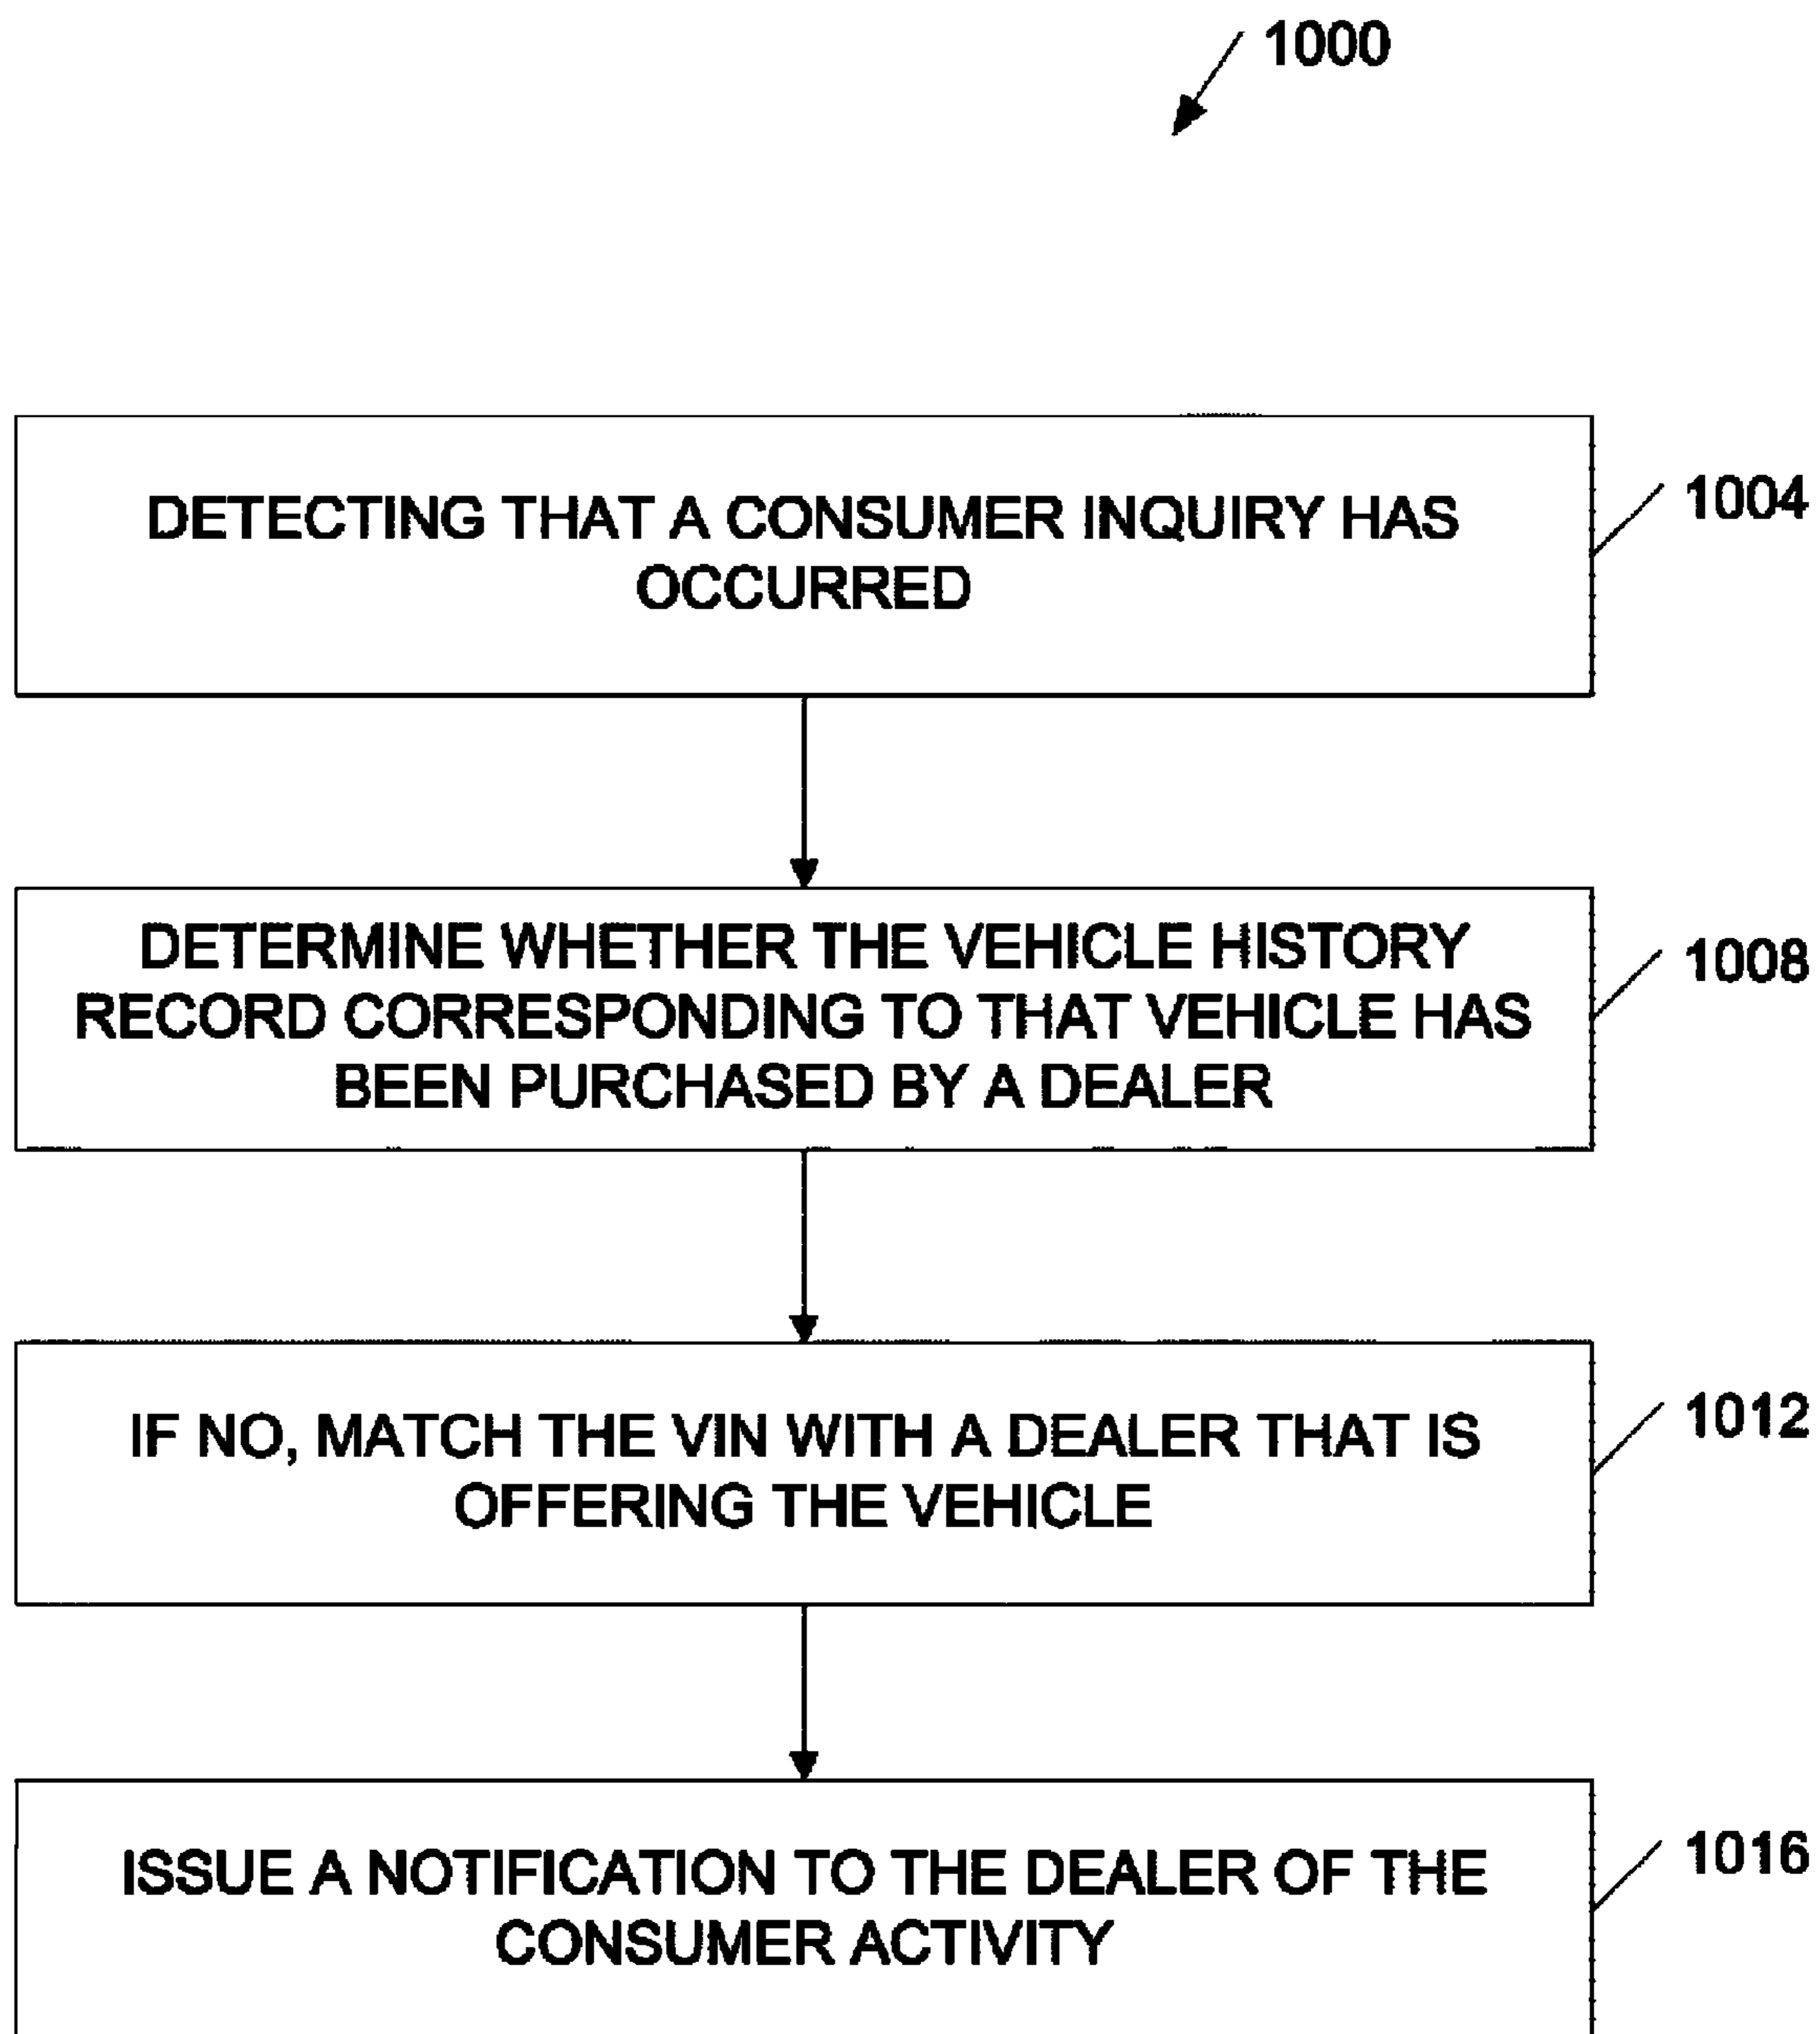 1000
DETECTING THAT A CONSUMER INQUIRY HAS
OCCURRED
1004
DETERMINE WHETHER THE VEHICLE HISTORY
RECORD CORRESPONDING TO THAT VEHICLE HAS
BEEN PURCHASED BY A DEALER
1008
IF NO, MATCH THE VIN WITH A DEALER THAT IS
OFFERING THE VEHICLE
1012
ISSUE A NOTIFICATION TO THE DEALER OF THE
CONSUMER ACTIVITY
1016